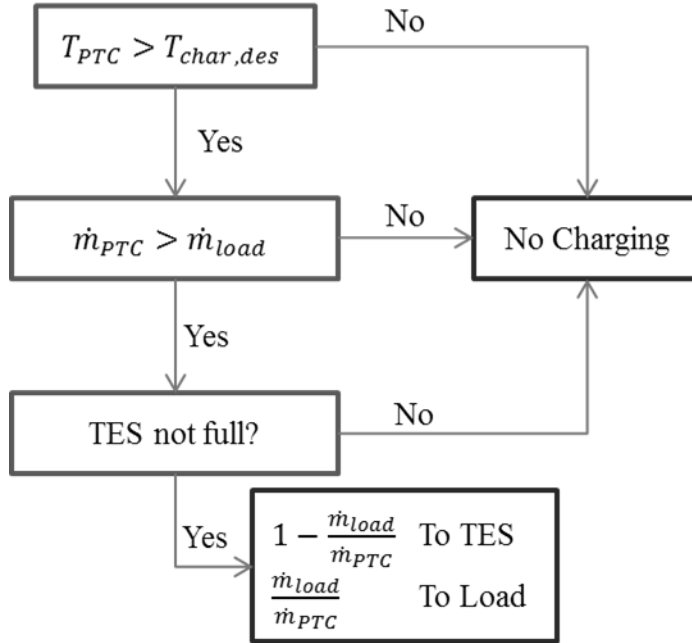 T_PTC > T_char,des
No
Yes
ṁ_PTC > ṁ_load
No
No Charging
Yes
TES not full?
No
Yes
1 − ṁ_load/ṁ_PTC To TES
ṁ_load/ṁ_PTC To Load